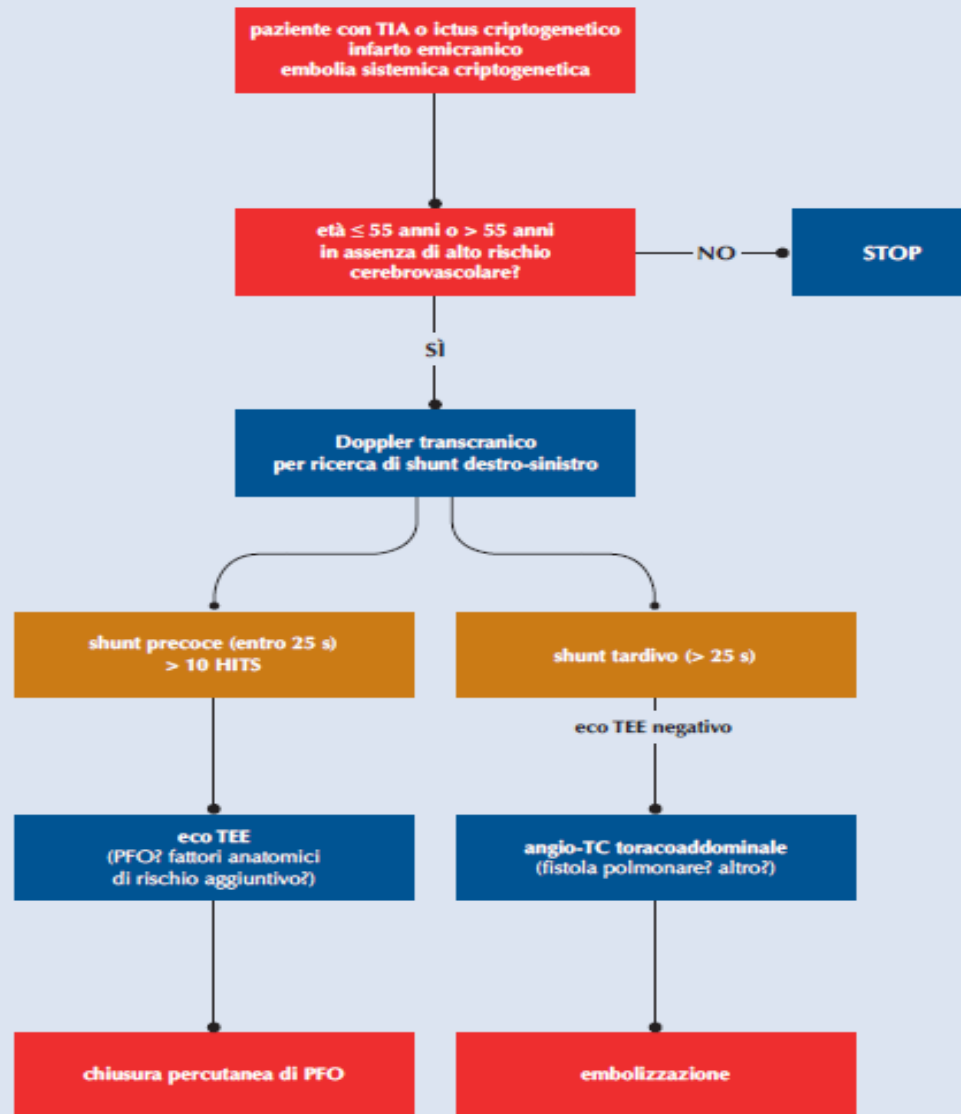 paziente con TIA o ictus criptogenetico
infarto emicranico
embolia sistemica criptogenetica
età ≤ 55 anni o > 55 anni
in assenza di alto rischio
cerebrovascolare?
NO
STOP
SÌ
Doppler transcranico
per ricerca di shunt destro-sinistro
shunt precoce (entro 25 s)
> 10 HITS
shunt tardivo (> 25 s)
eco TEE negativo
eco TEE
(PFO? fattori anatomici
di rischio aggiuntivo?)
angio-TC toracoaddominale
(fistola polmonare? altro?)
chiusura percutanea di PFO
embolizzazione